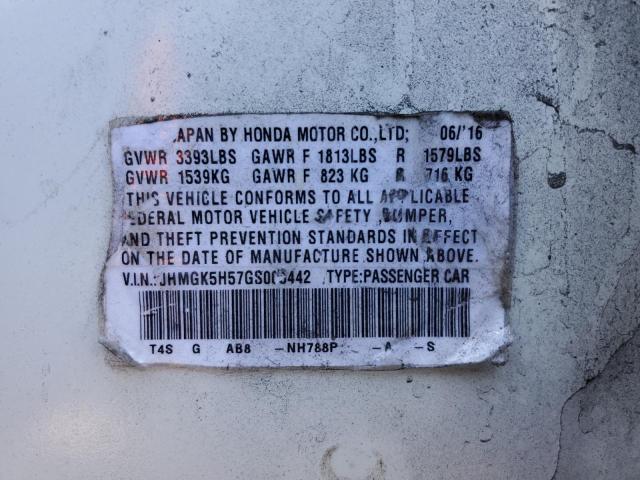 JAPAN BY HONDA MOTOR CO.,LTD; 06/'16
GVWR 3393LBS GAWR F 1813LBS R 1579LBS
GVWR 1539KG GAWR F 823 KG R 716 KG
THIS VEHICLE CONFORMS TO ALL APPLICABLE
FEDERAL MOTOR VEHICLE SAFETY ,BUMPER,
AND THEFT PREVENTION STANDARDS IN EFFECT
ON THE DATE OF MANUFACTURE SHOWN ABOVE.
V.I.N.: TYPE:PASSENGER CAR
T4S G AB8 -NH788P -A -S